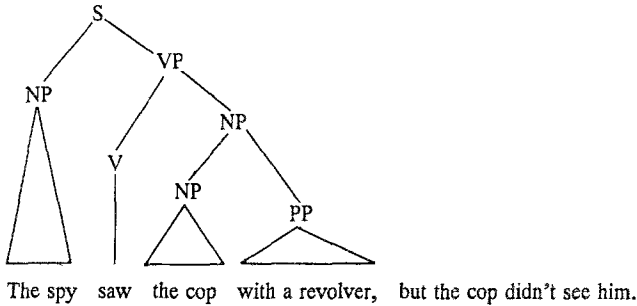 S
VP
NP
NP
V
NP
PP
The spy saw the cop with a revolver, but the cop didn't see him.